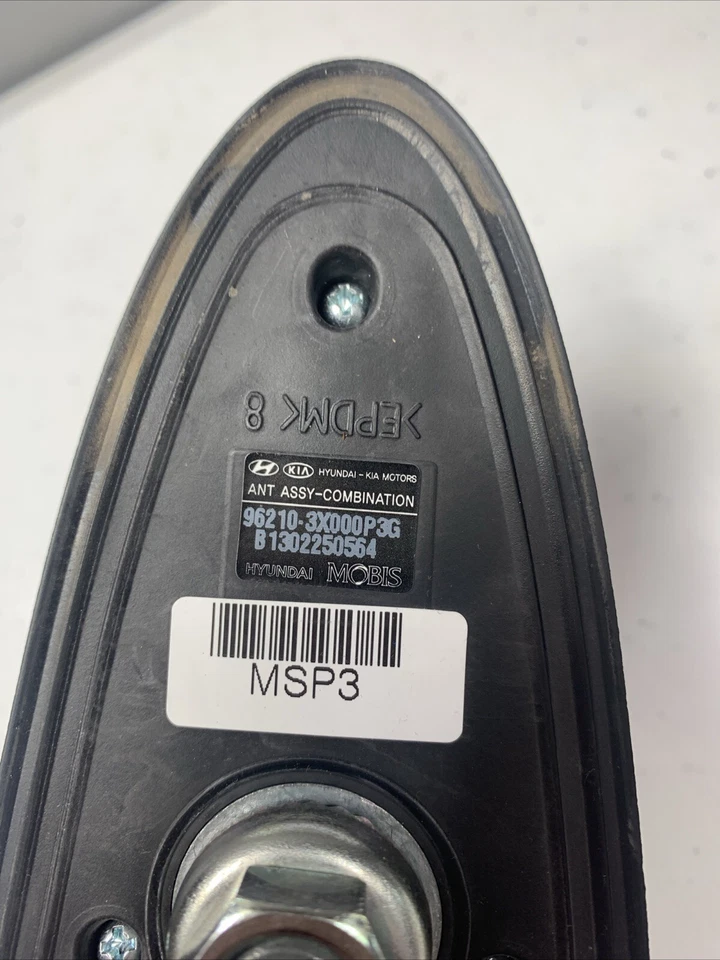 >EPDM< 8
HYUNDAI - KIA MOTORS
ANT ASSY-COMBINATION
96210-3X000P3G
B1302250564
HYUNDAI MOBIS
MSP3